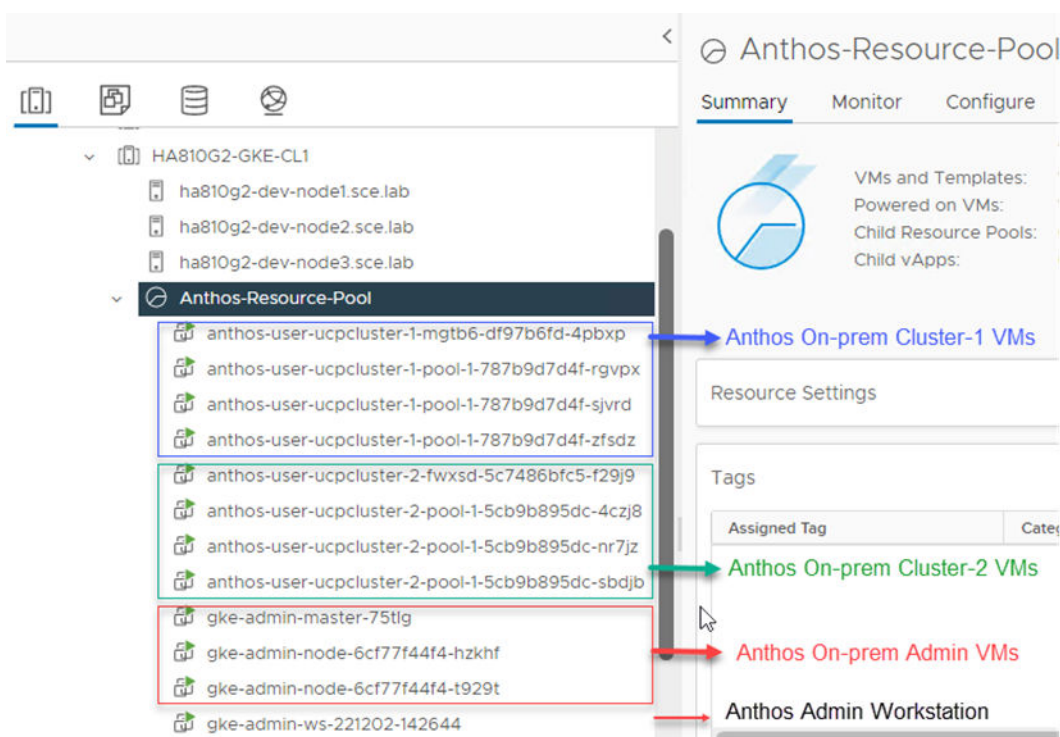 Anthos-Resource-Pool
Summary Monitor Configure
HA810G2-GKE-CL1
ha810g2-dev-node1.sce.lab
ha810g2-dev-node2.sce.lab
ha810g2-dev-node3.sce.lab
Anthos-Resource-Pool
anthos-user-ucpcluster-1-mgtb6-df97b6fd-4pbxp
anthos-user-ucpcluster-1-pool-1-787b9d7d4f-rgvpx
anthos-user-ucpcluster-1-pool-1-787b9d7d4f-sjvrd
anthos-user-ucpcluster-1-pool-1-787b9d7d4f-zfsdz
anthos-user-ucpcluster-2-fwxsd-5c7486bfc5-f29j9
anthos-user-ucpcluster-2-pool-1-5cb9b895dc-4czj8
anthos-user-ucpcluster-2-pool-1-5cb9b895dc-nr7jz
anthos-user-ucpcluster-2-pool-1-5cb9b895dc-sbdjb
gke-admin-master-75tlg
gke-admin-node-6cf77f44f4-hzkhf
gke-admin-node-6cf77f44f4-t929t
gke-admin-ws-221202-142644
VMs and Templates:
Powered on VMs:
Child Resource Pools:
Child vApps:
Anthos On-prem Cluster-1 VMs
Resource Settings
Tags
Assigned Tag Categ
Anthos On-prem Cluster-2 VMs
Anthos On-prem Admin VMs
Anthos Admin Workstation